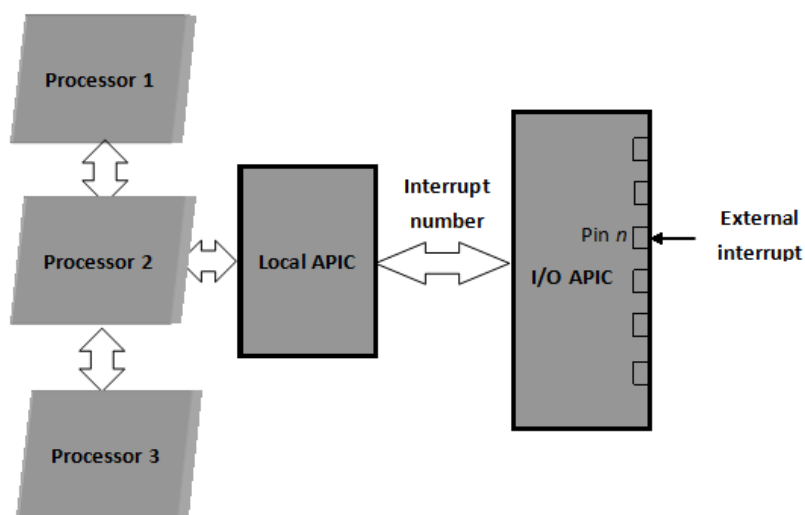 Processor 1
Processor 2
Processor 3
Local APIC
Interrupt
number
Pin n
I/O APIC
External
interrupt